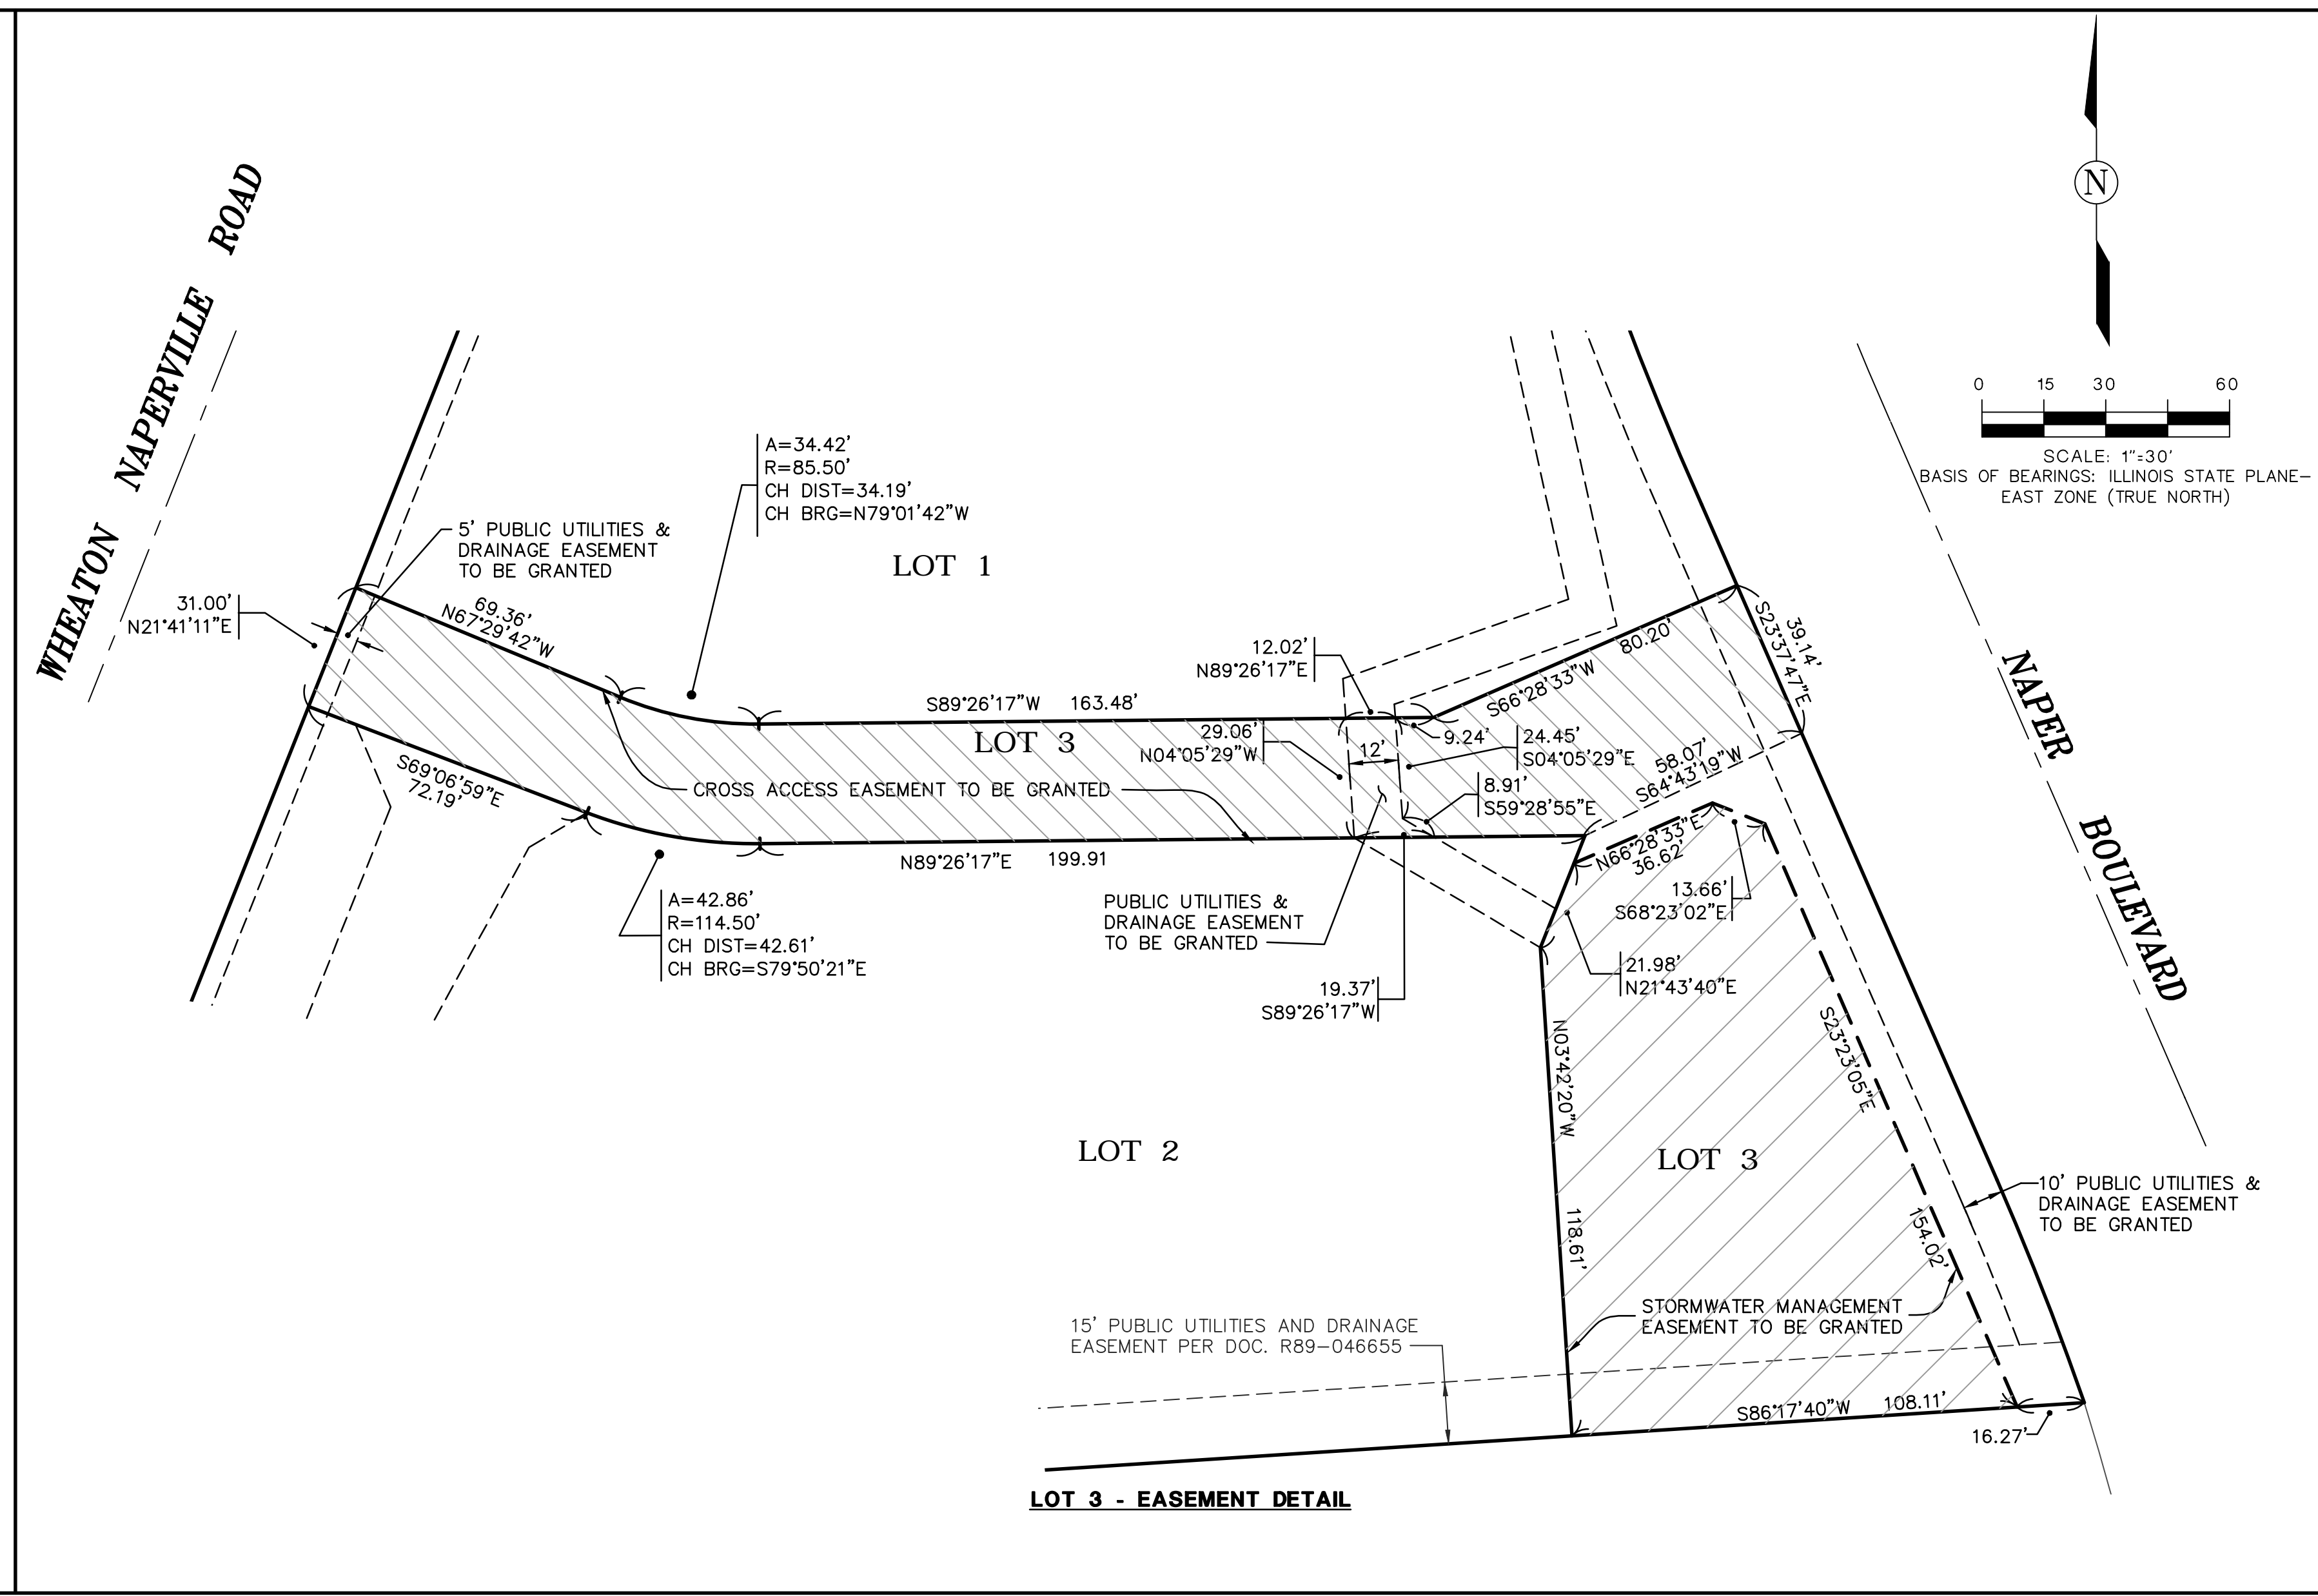 N
0 15 30 60
SCALE: 1"=30'
BASIS OF BEARINGS: ILLINOIS STATE PLANE-
EAST ZONE (TRUE NORTH)
WHEATON NAPERVILLE ROAD
A=34.42'
R=85.50'
CH DIST=34.19'
CH BRG=N79°01'42"W
5' PUBLIC UTILITIES &
DRAINAGE EASEMENT
TO BE GRANTED
LOT 1
31.00'
N21°41'11"E
69.36'
N67°29'42"W
12.02'
N89°26'17"E
80.20'
S66°28'33"W
39.14'
S23°37'47"E
NAPER BOULEVARD
S89°26'17"W 163.48'
LOT 3
29.06'
N04°05'29"W
12'
9.24'
24.45'
S04°05'29"E
58.07'
S64°43'19"W
S69°06'59"E
72.19'
CROSS ACCESS EASEMENT TO BE GRANTED
8.91'
S59°28'55"E
N89°26'17"E 199.91
N66°28'33"E
36.62'
A=42.86'
R=114.50'
CH DIST=42.61'
CH BRG=S79°50'21"E
PUBLIC UTILITIES &
DRAINAGE EASEMENT
TO BE GRANTED
13.66'
S68°23'02"E
19.37'
S89°26'17"W
21.98'
N21°43'40"E
N03°42'20"W
118.61'
S23°23'05"E
154.02'
LOT 2
LOT 3
10' PUBLIC UTILITIES &
DRAINAGE EASEMENT
TO BE GRANTED
STORMWATER MANAGEMENT
EASEMENT TO BE GRANTED
15' PUBLIC UTILITIES AND DRAINAGE
EASEMENT PER DOC. R89-046655
S86°17'40"W 108.11'
16.27'
LOT 3 - EASEMENT DETAIL